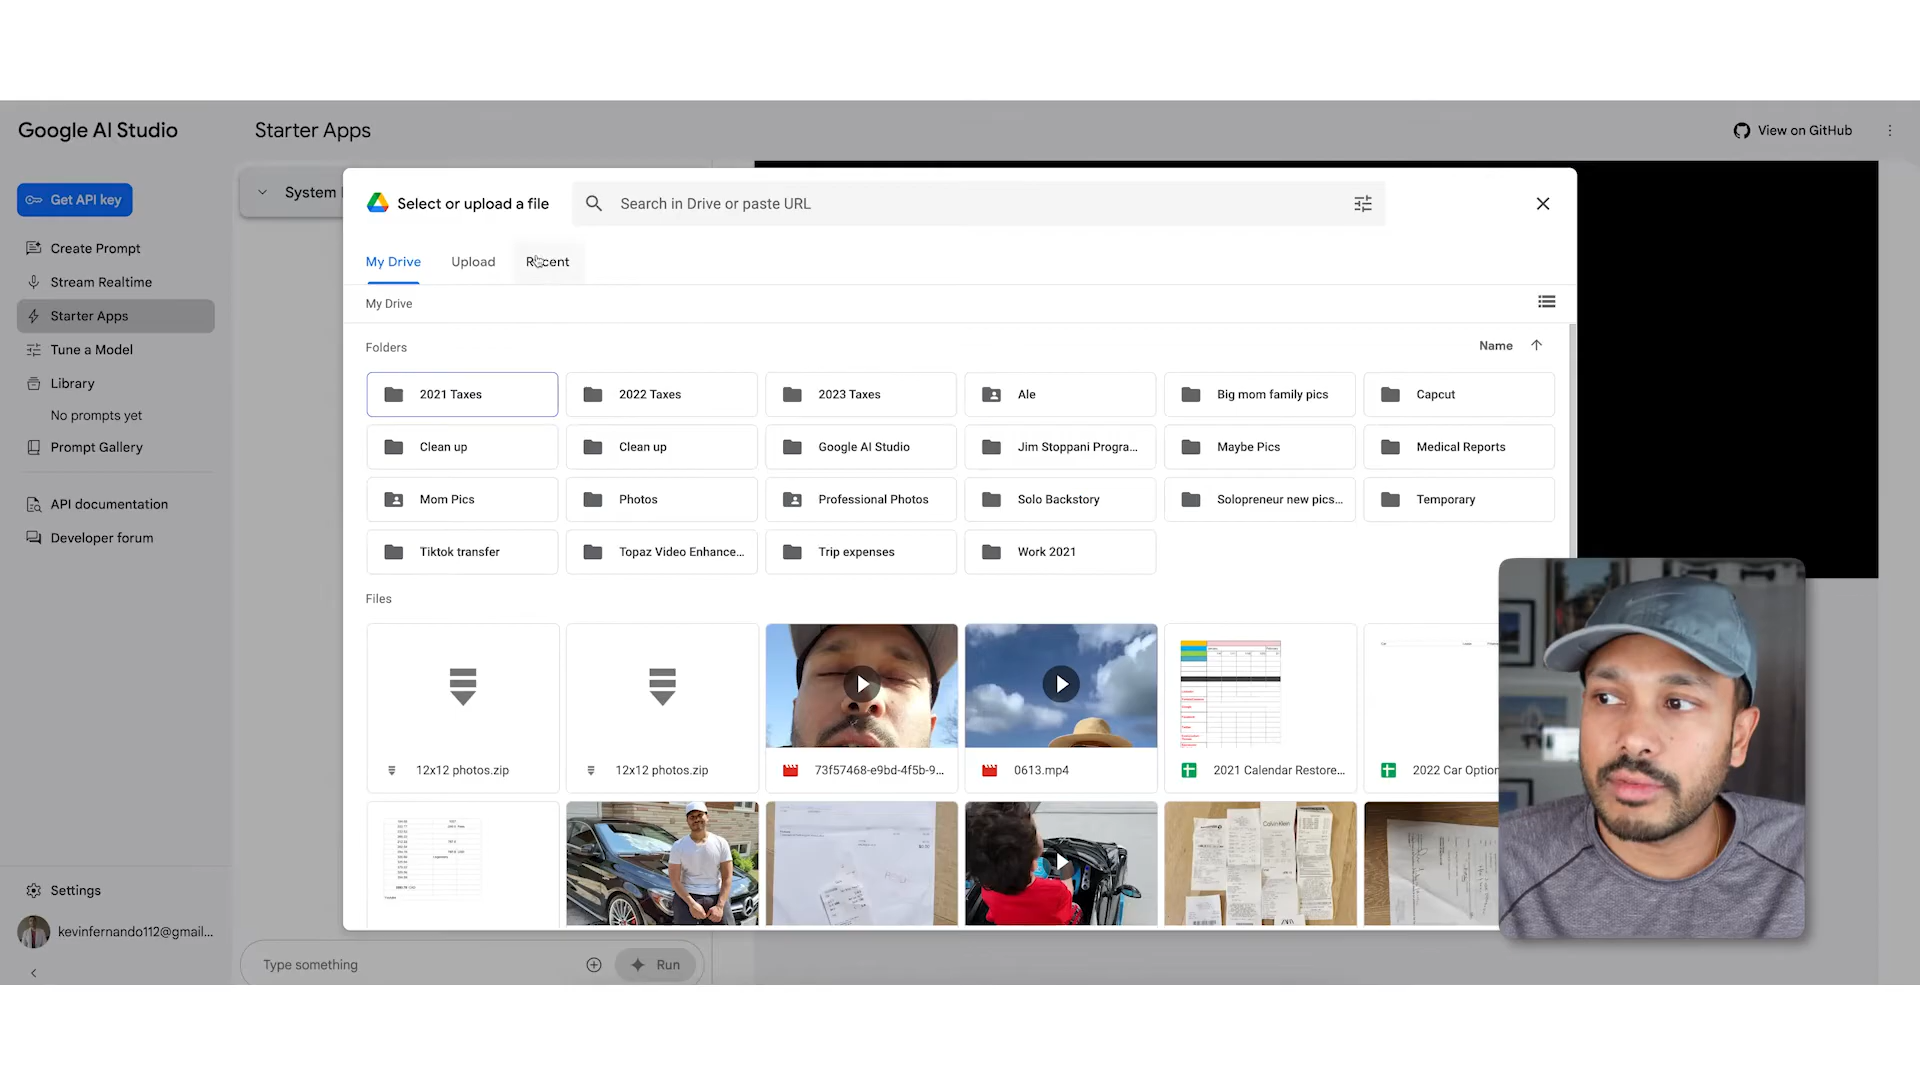 Google AI Studio
Starter Apps
View on GitHub
Get API key
System
Select or upload a file
Search in Drive or paste URL
Create Prompt
My Drive
Upload
Recent
Stream Realtime
My Drive
Starter Apps
Folders
Name
Tune a Model
Library
2021 Taxes
2022 Taxes
2023 Taxes
Ale
Big mom family pics
Capcut
No prompts yet
Prompt Gallery
Clean up
Clean up
Google AI Studio
Jim Stoppani Progra...
Maybe Pics
Medical Reports
API documentation
Mom Pics
Photos
Professional Photos
Solo Backstory
Solopreneur new pics...
Temporary
Developer forum
Tiktok transfer
Topaz Video Enhance...
Trip expenses
Work 2021
Files
12x12 photos.zip
12x12 photos.zip
73f57468-e9bd-4f5b-9...
0613.mp4
2021 Calendar Restore...
2022 Car Option
Calvin Klein
Settings
kevinfernando112@gmail...
Type something
Run